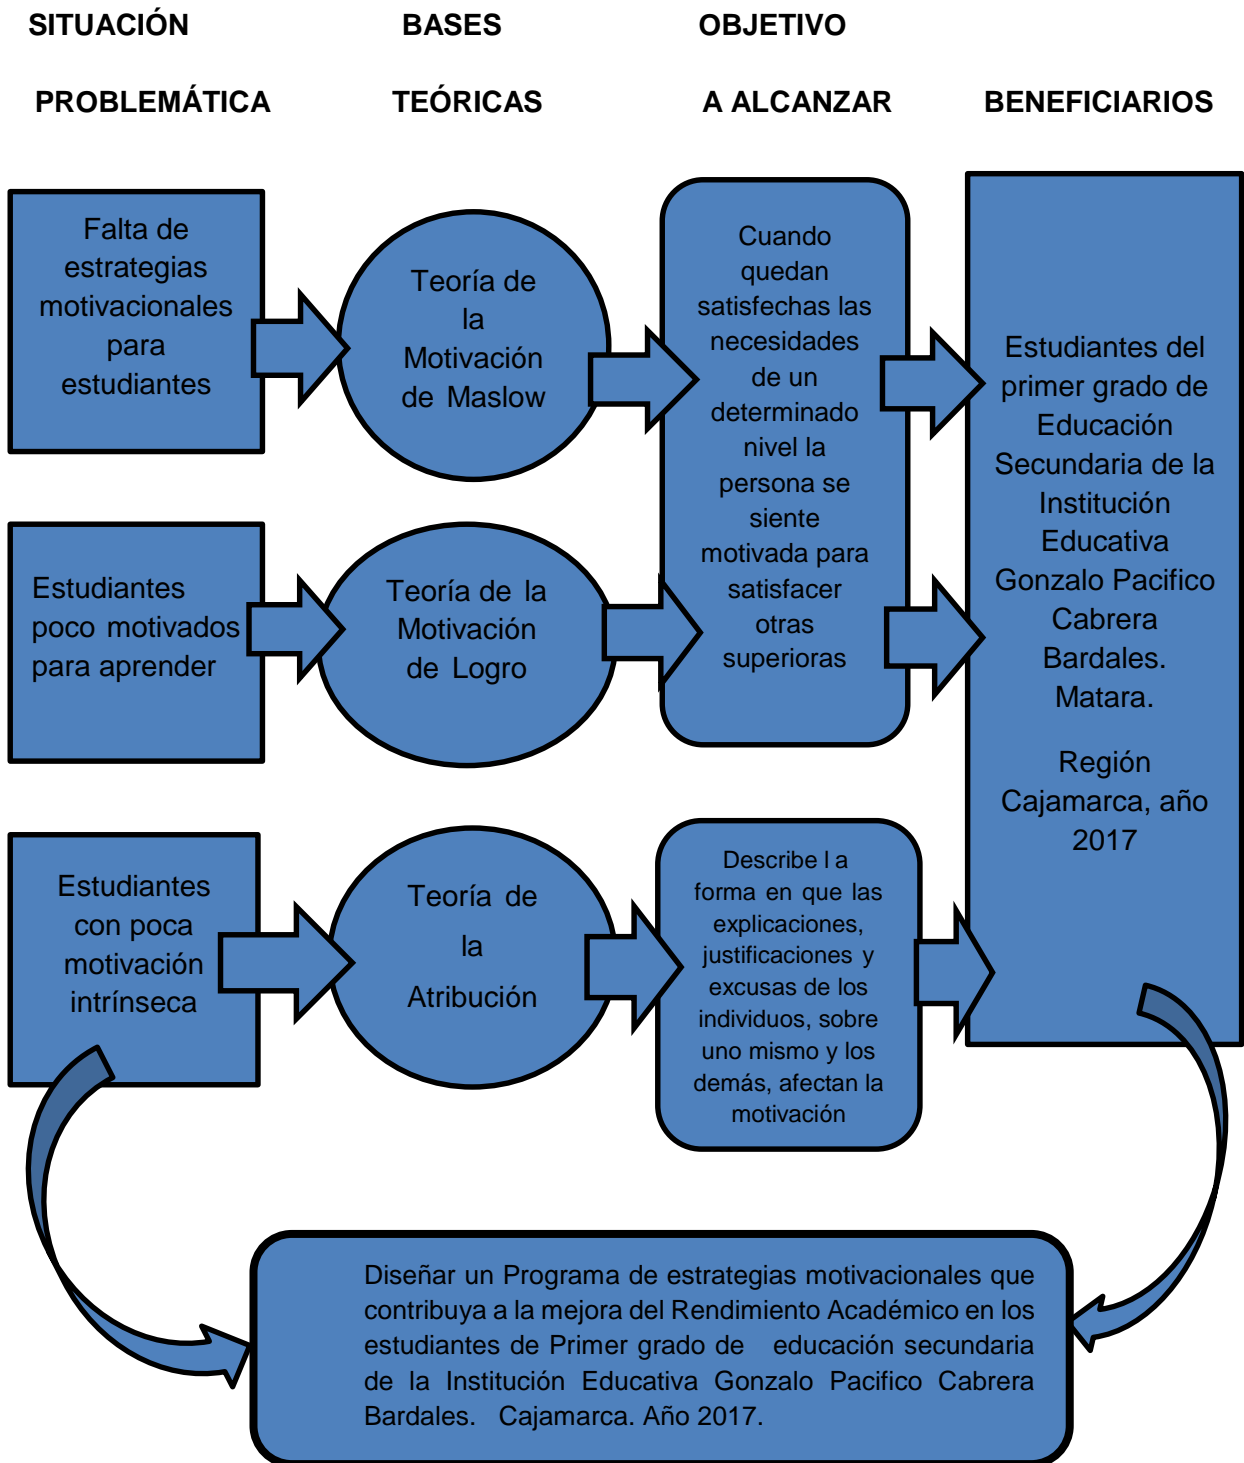 SITUACIÓN
PROBLEMÁTICA
BASES
TEÓRICAS
OBJETIVO
A ALCANZAR
BENEFICIARIOS
Falta de
estrategias
motivacionales
para
estudiantes
Teoría de
la
Motivación
de Maslow
Cuando
quedan
satisfechas las
necesidades
de un
determinado
nivel la
persona se
siente
motivada para
satisfacer
otras
superioras
Estudiantes del
primer grado de
Educación
Secundaria de la
Institución
Educativa
Gonzalo Pacifico
Cabrera
Bardales.
Matara.
Región
Cajamarca, año
2017
Estudiantes
poco motivados
para aprender
Teoría de la
Motivación
de Logro
Estudiantes
con poca
motivación
intrínseca
Teoría de
la
Atribución
Describe l a
forma en que las
explicaciones,
justificaciones y
excusas de los
individuos, sobre
uno mismo y los
demás, afectan la
motivación
Diseñar un Programa de estrategias motivacionales que
contribuya a la mejora del Rendimiento Académico en los
estudiantes de Primer grado de educación secundaria
de la Institución Educativa Gonzalo Pacifico Cabrera
Bardales. Cajamarca. Año 2017.